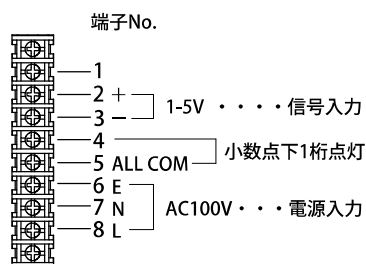 端子No.
1
2 +
3 −
1-5V ・・・・信号入力
4
5 ALL COM
小数点下1桁点灯
6 E
7 N
8 L
AC100V・・・電源入力